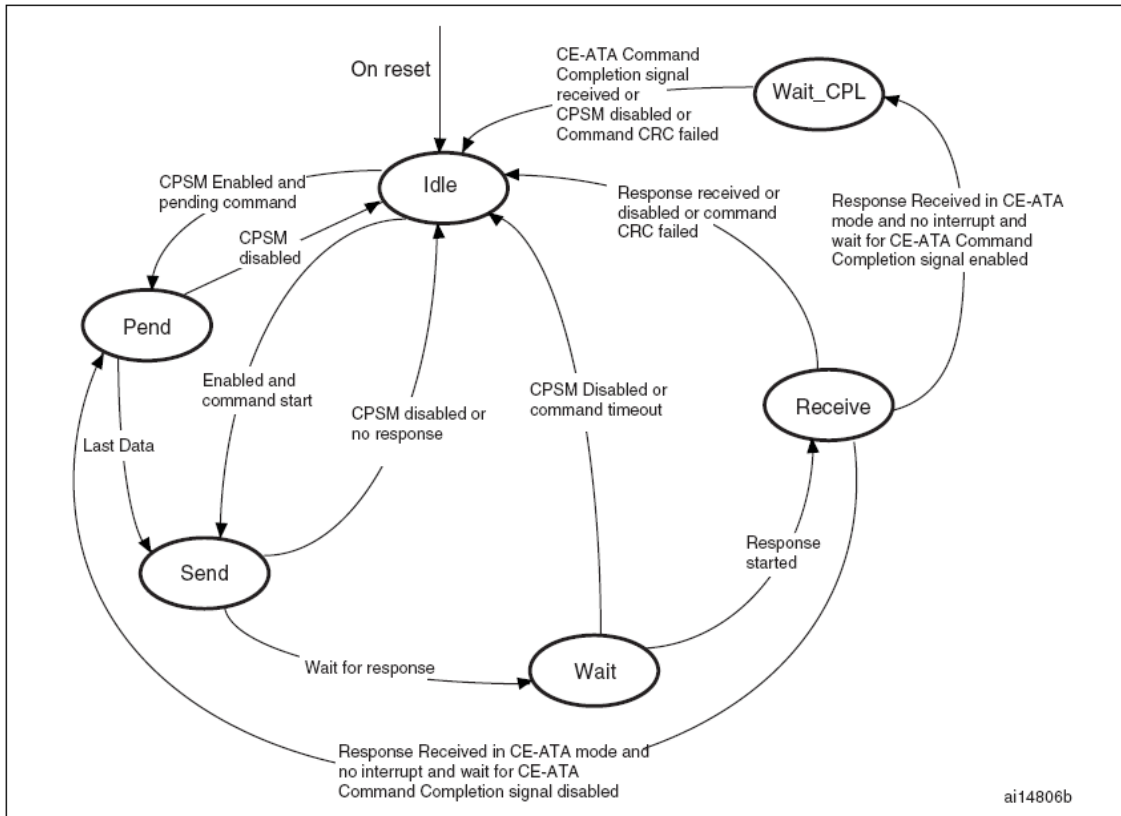 On reset
CE-ATA Command
Completion signal
received or
CPSM disabled or
Command CRC failed
Wait_CPL
Idle
CPSM Enabled and
pending command
CPSM
disabled
Response received or
disabled or command
CRC failed
Response Received in CE-ATA
mode and no interrupt and
wait for CE-ATA Command
Completion signal enabled
Pend
Enabled and
command start
CPSM disabled or
no response
CPSM Disabled or
command timeout
Receive
Last Data
Send
Response
started
Wait for response
Wait
Response Received in CE-ATA mode and
no interrupt and wait for CE-ATA
Command Completion signal disabled
ai14806b